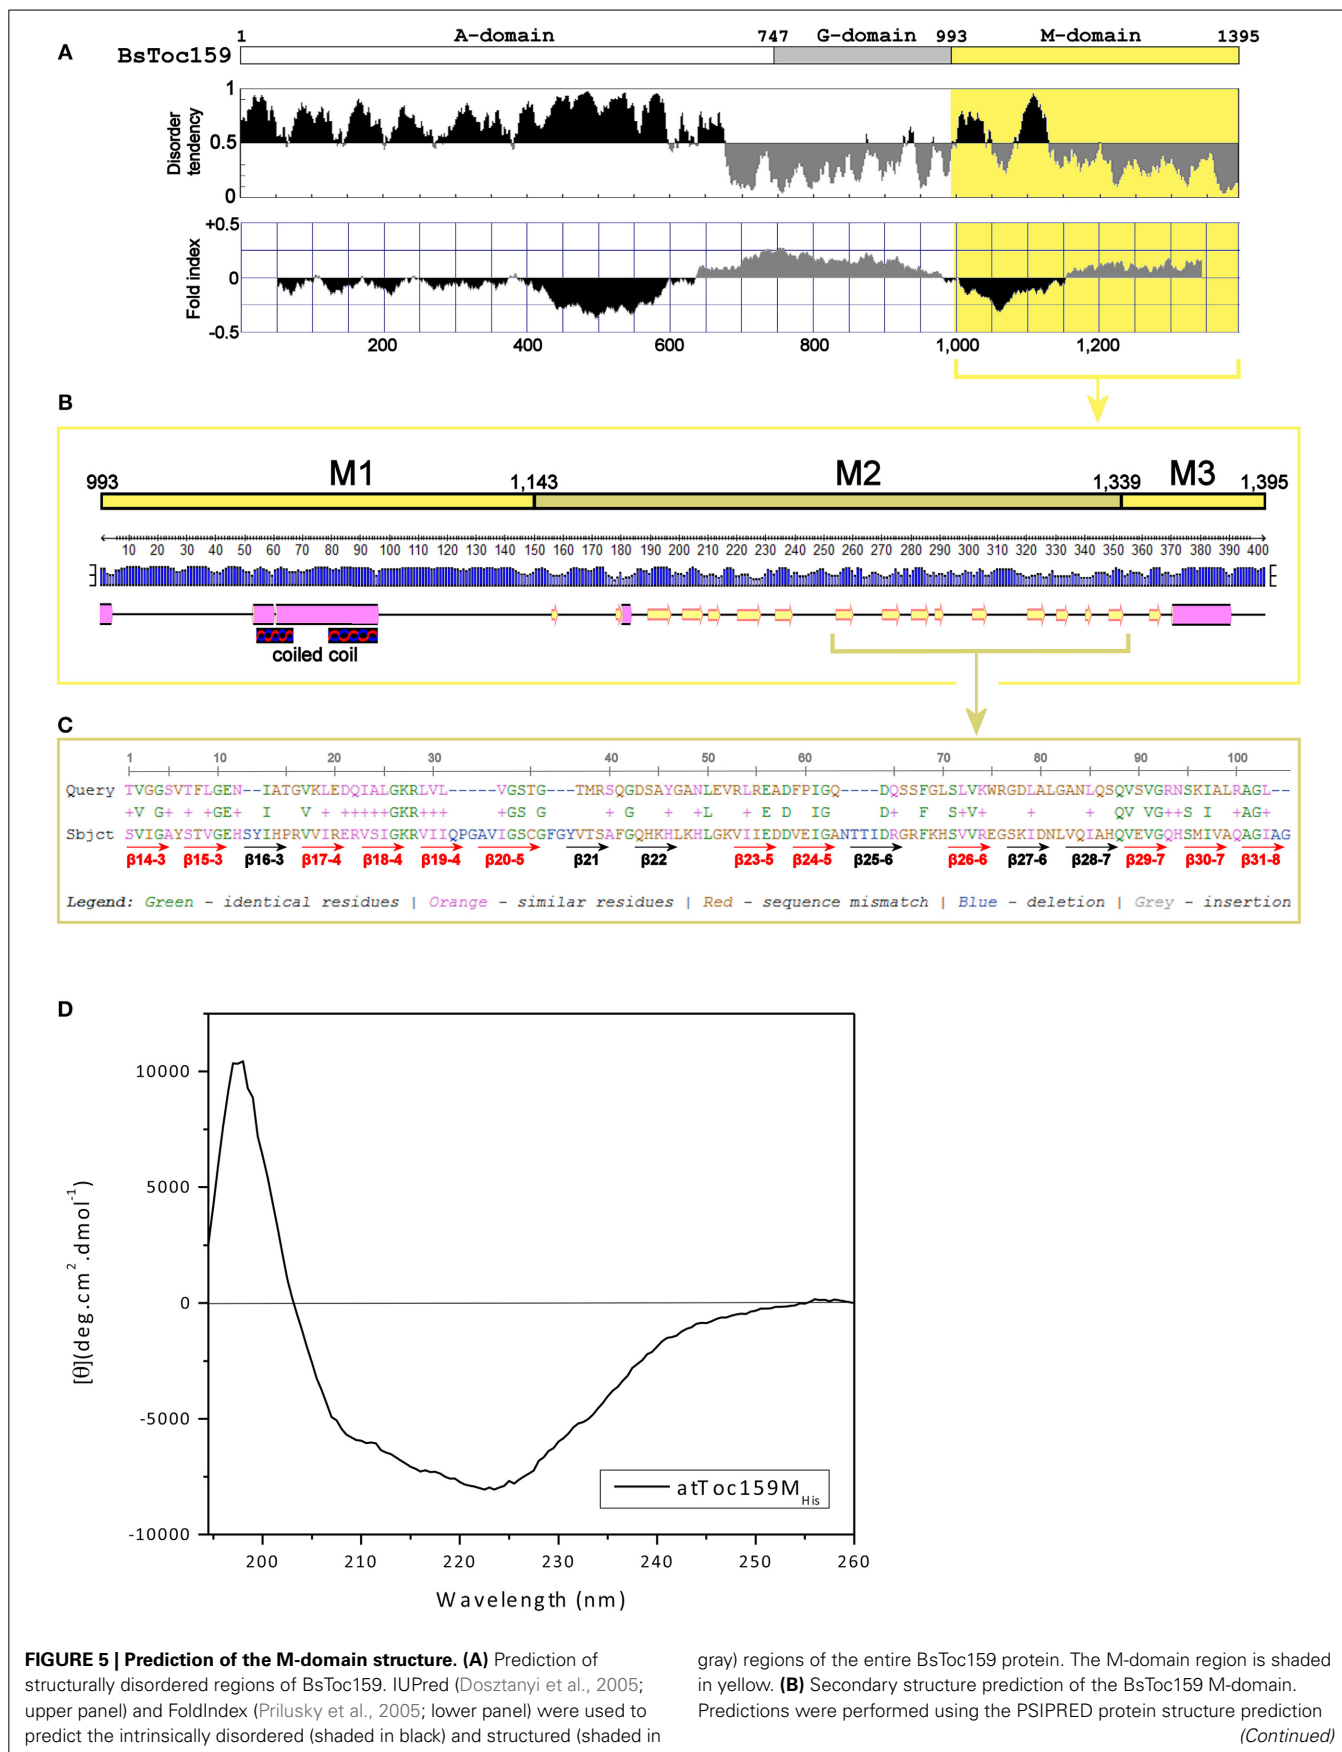 A
1 A-domain 747 G-domain 993 M-domain 1395
BsToc159
1
Disorder tendency
0.5
0
+0.5
Fold index
0
-0.5
200 400 600 800 1,000 1,200
B
M1 M2 M3
993 1,143 1,339 1,395
10 20 30 40 50 60 70 80 90 100 110 120 130 140 150 160 170 180 190 200 210 220 230 240 250 260 270 280 290 300 310 320 330 340 350 360 370 380 390 400
coiled coil
C
1 10 20 30 40 50 60 70 80 90 100
Query TVGGSVTFLGEN--IATGVKLEDQIALGKRLVL-----VGSTG---TMRSQGDSAYGANLEVRLREADFPIGQ----DQSSFGLSLVKWRGDLALGANLQSQVSVGRNSKIALRAGL--
+V G+ + +GE+ I V + +++++GKR+++ +GS G + G + +L + E D IG D+ F S+V+ + + QV VG++S I +AG+
Sbjct SVIGAYSTVGEHSYIHPRVVIRERVSIGKRVIIQPGAVIGSCGFGYVTSAFGQHKHLKHLGKVIIEDDVEIGANTTIDRGRFKHSVVREGSKIDNLVQIAHQVEVGQHSMIVAQAGIAG
β14-3 β15-3 β16-3 β17-4 β18-4 β19-4 β20-5 β21 β22 β23-5 β24-5 β25-6 β26-6 β27-6 β28-7 β29-7 β30-7 β31-8
Legend: Green - identical residues | Orange - similar residues | Red - sequence mismatch | Blue - deletion | Grey - insertion
D
10000
5000
0
-5000
-10000
[θ](deg.cm2.dmol-1)
atToc159MHis
200 210 220 230 240 250 260
Wavelength (nm)
FIGURE 5 | Prediction of the M-domain structure. (A) Prediction of
structurally disordered regions of BsToc159. IUPred (Dosztanyi et al., 2005;
upper panel) and FoldIndex (Prilusky et al., 2005; lower panel) were used to
predict the intrinsically disordered (shaded in black) and structured (shaded in
gray) regions of the entire BsToc159 protein. The M-domain region is shaded
in yellow. (B) Secondary structure prediction of the BsToc159 M-domain.
Predictions were performed using the PSIPRED protein structure prediction
(Continued)